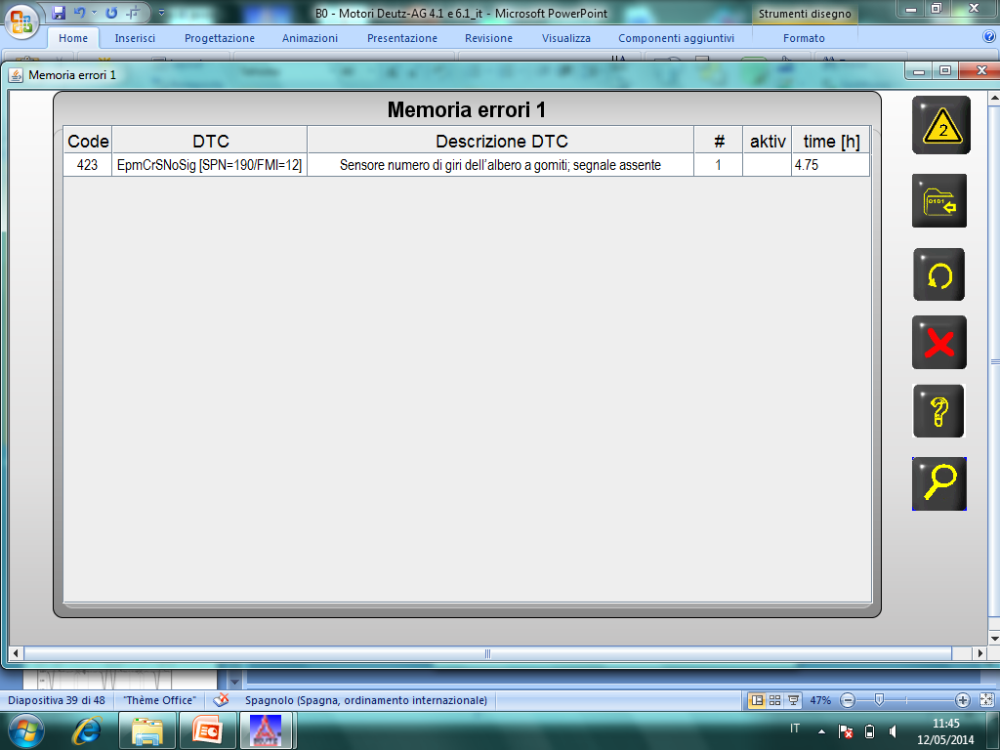 B0 - Motori Deutz-AG 4.1 e 6.1_it - Microsoft PowerPoint
Strumenti disegno
Home Inserisci Progettazione Animazioni Presentazione Revisione Visualizza Componenti aggiuntivi Formato
Memoria errori 1
Memoria errori 1
Code DTC Descrizione DTC # aktiv time [h]
423 EpmCrSNoSig [SPN=190/FMI=12] Sensore numero di giri dell'albero a gomiti; segnale assente 1 4.75
2
0101
Diapositiva 39 di 48 "Thème Office" Spagnolo (Spagna, ordinamento internazionale) 47%
IT
11:45
12/05/2014